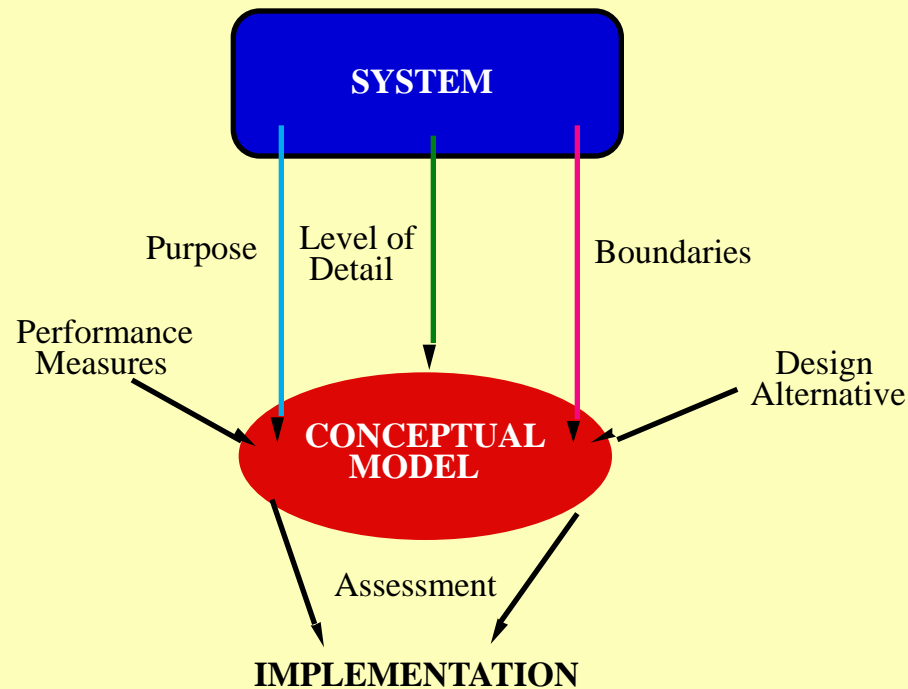 SYSTEM
Purpose
Level of
Detail
Boundaries
Performance
Measures
Design
Alternative
CONCEPTUAL
MODEL
Assessment
IMPLEMENTATION